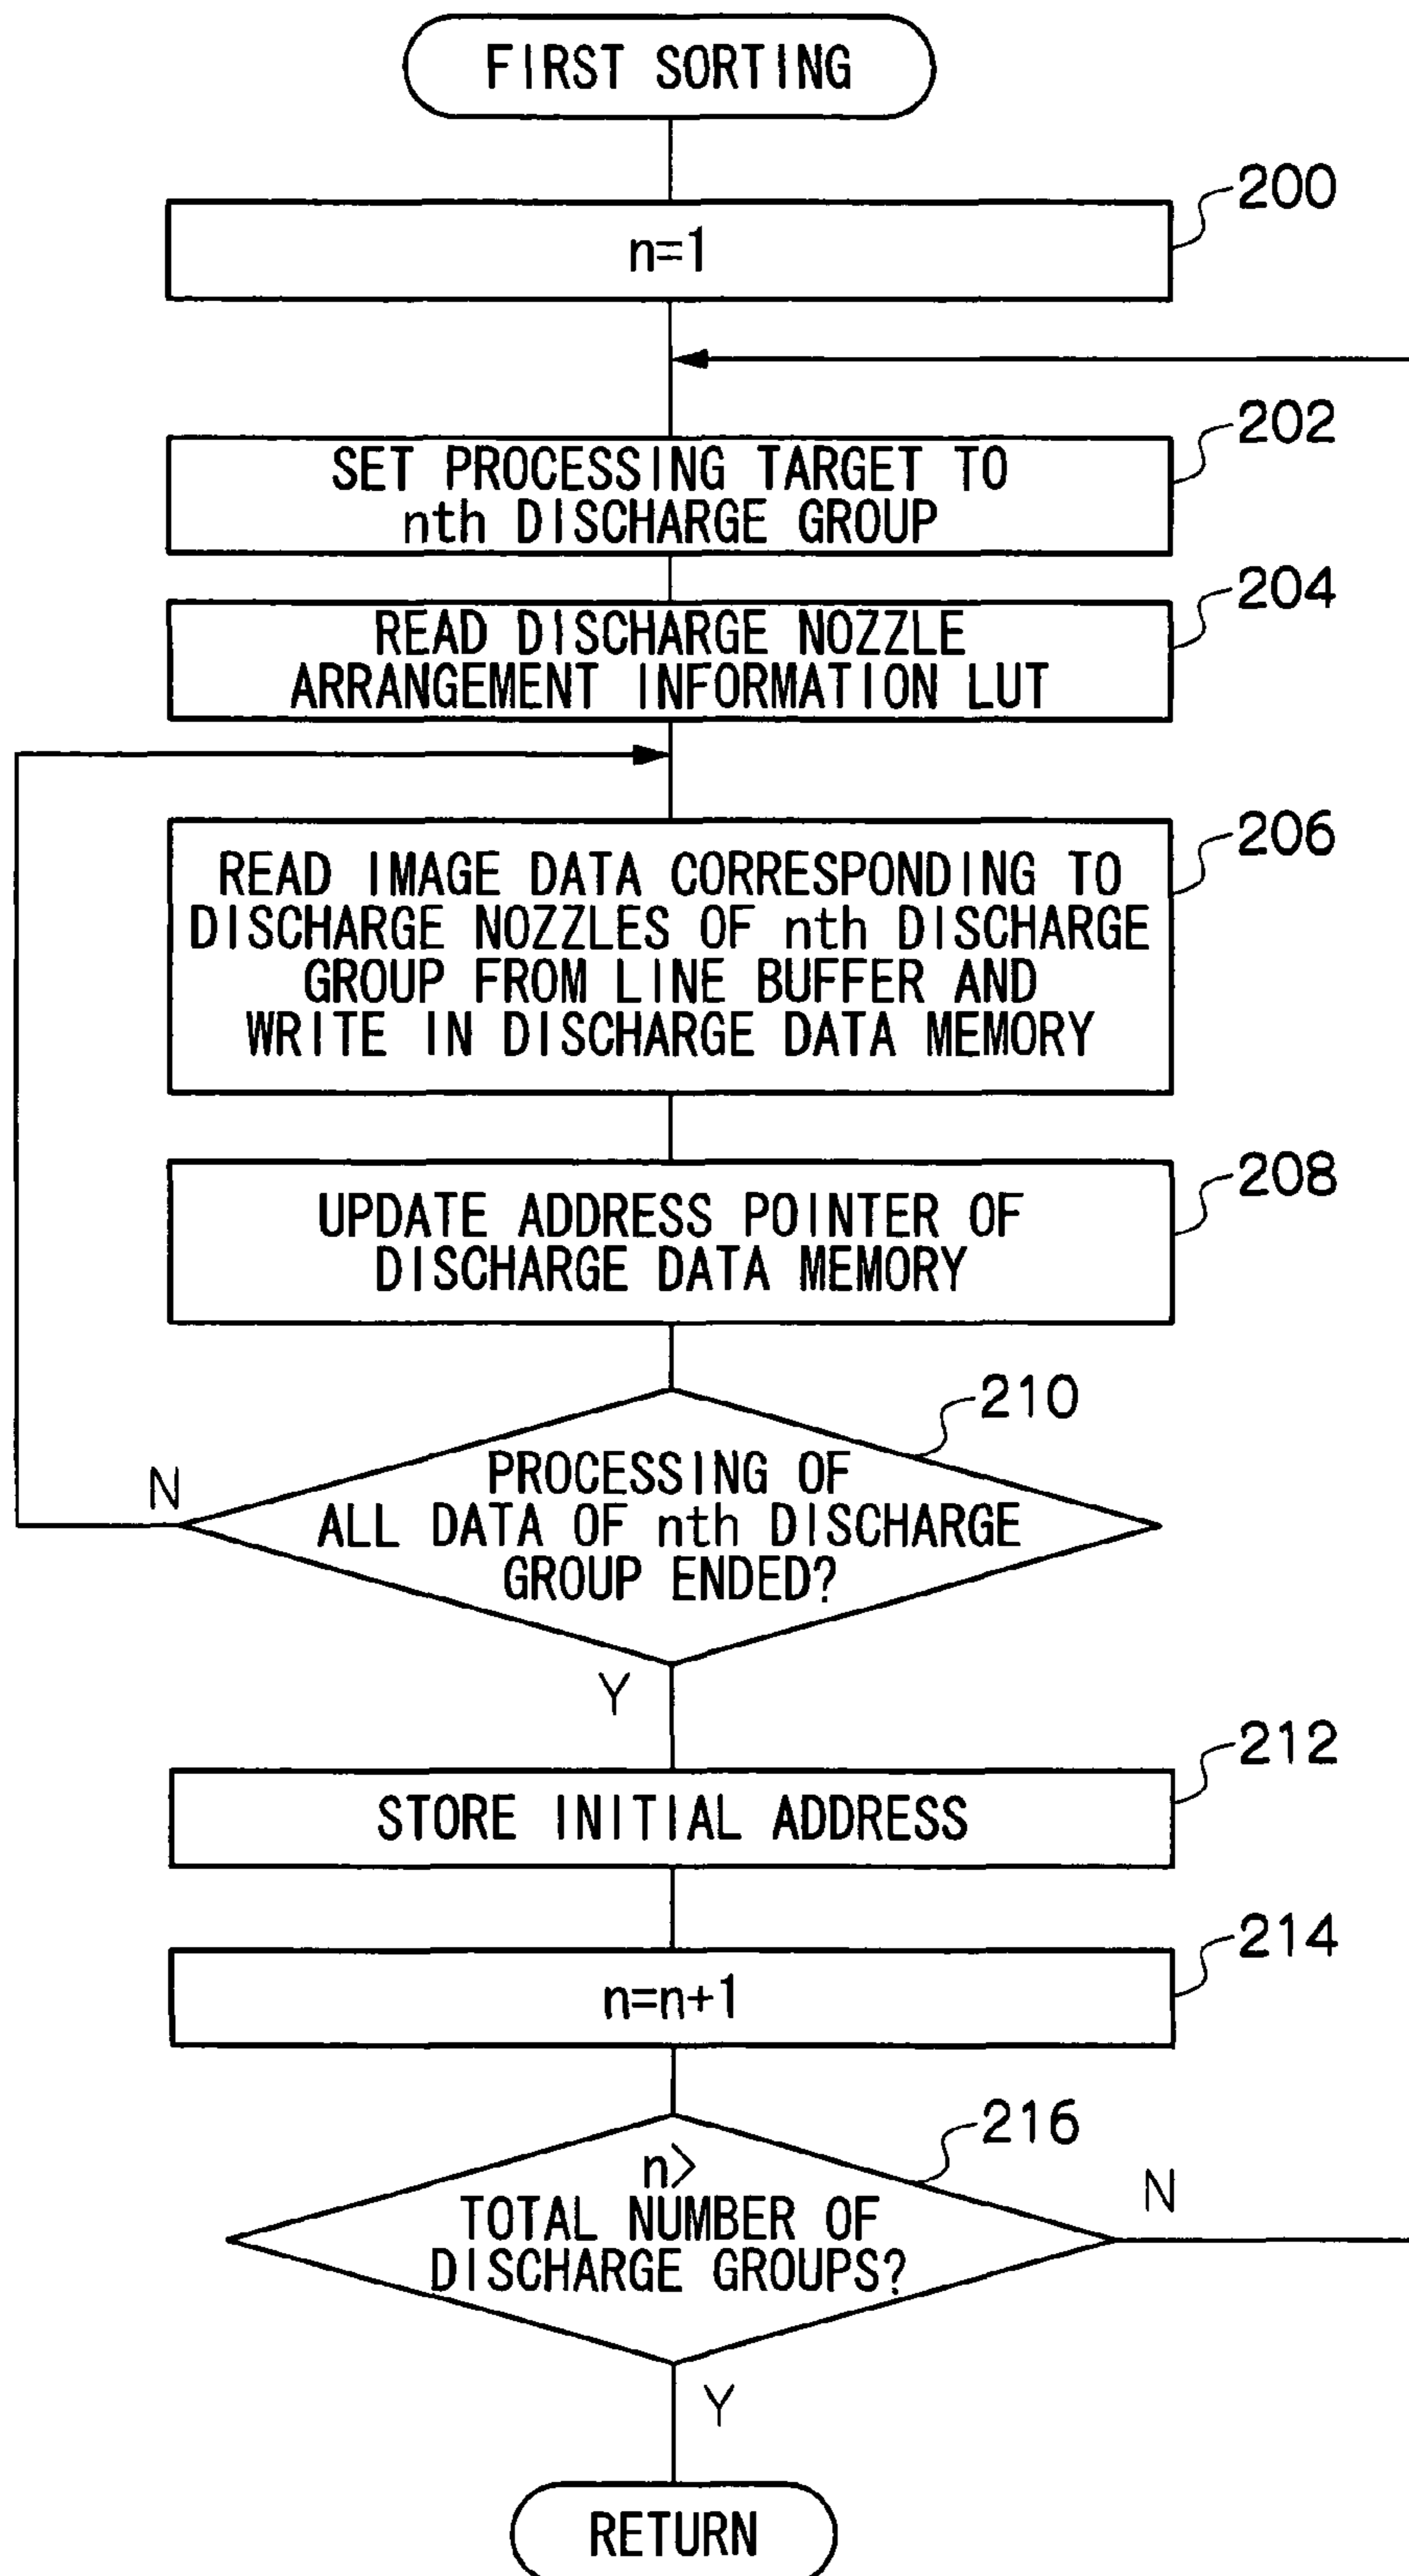 FIRST SORTING
200
n=1
202
SET PROCESSING TARGET TO
nth DISCHARGE GROUP
204
READ DISCHARGE NOZZLE
ARRANGEMENT INFORMATION LUT
206
READ IMAGE DATA CORRESPONDING TO
DISCHARGE NOZZLES OF nth DISCHARGE
GROUP FROM LINE BUFFER AND
WRITE IN DISCHARGE DATA MEMORY
208
UPDATE ADDRESS POINTER OF
DISCHARGE DATA MEMORY
210
N
PROCESSING OF
ALL DATA OF nth DISCHARGE
GROUP ENDED?
Y
212
STORE INITIAL ADDRESS
214
n=n+1
216
n>
TOTAL NUMBER OF
DISCHARGE GROUPS?
N
Y
RETURN